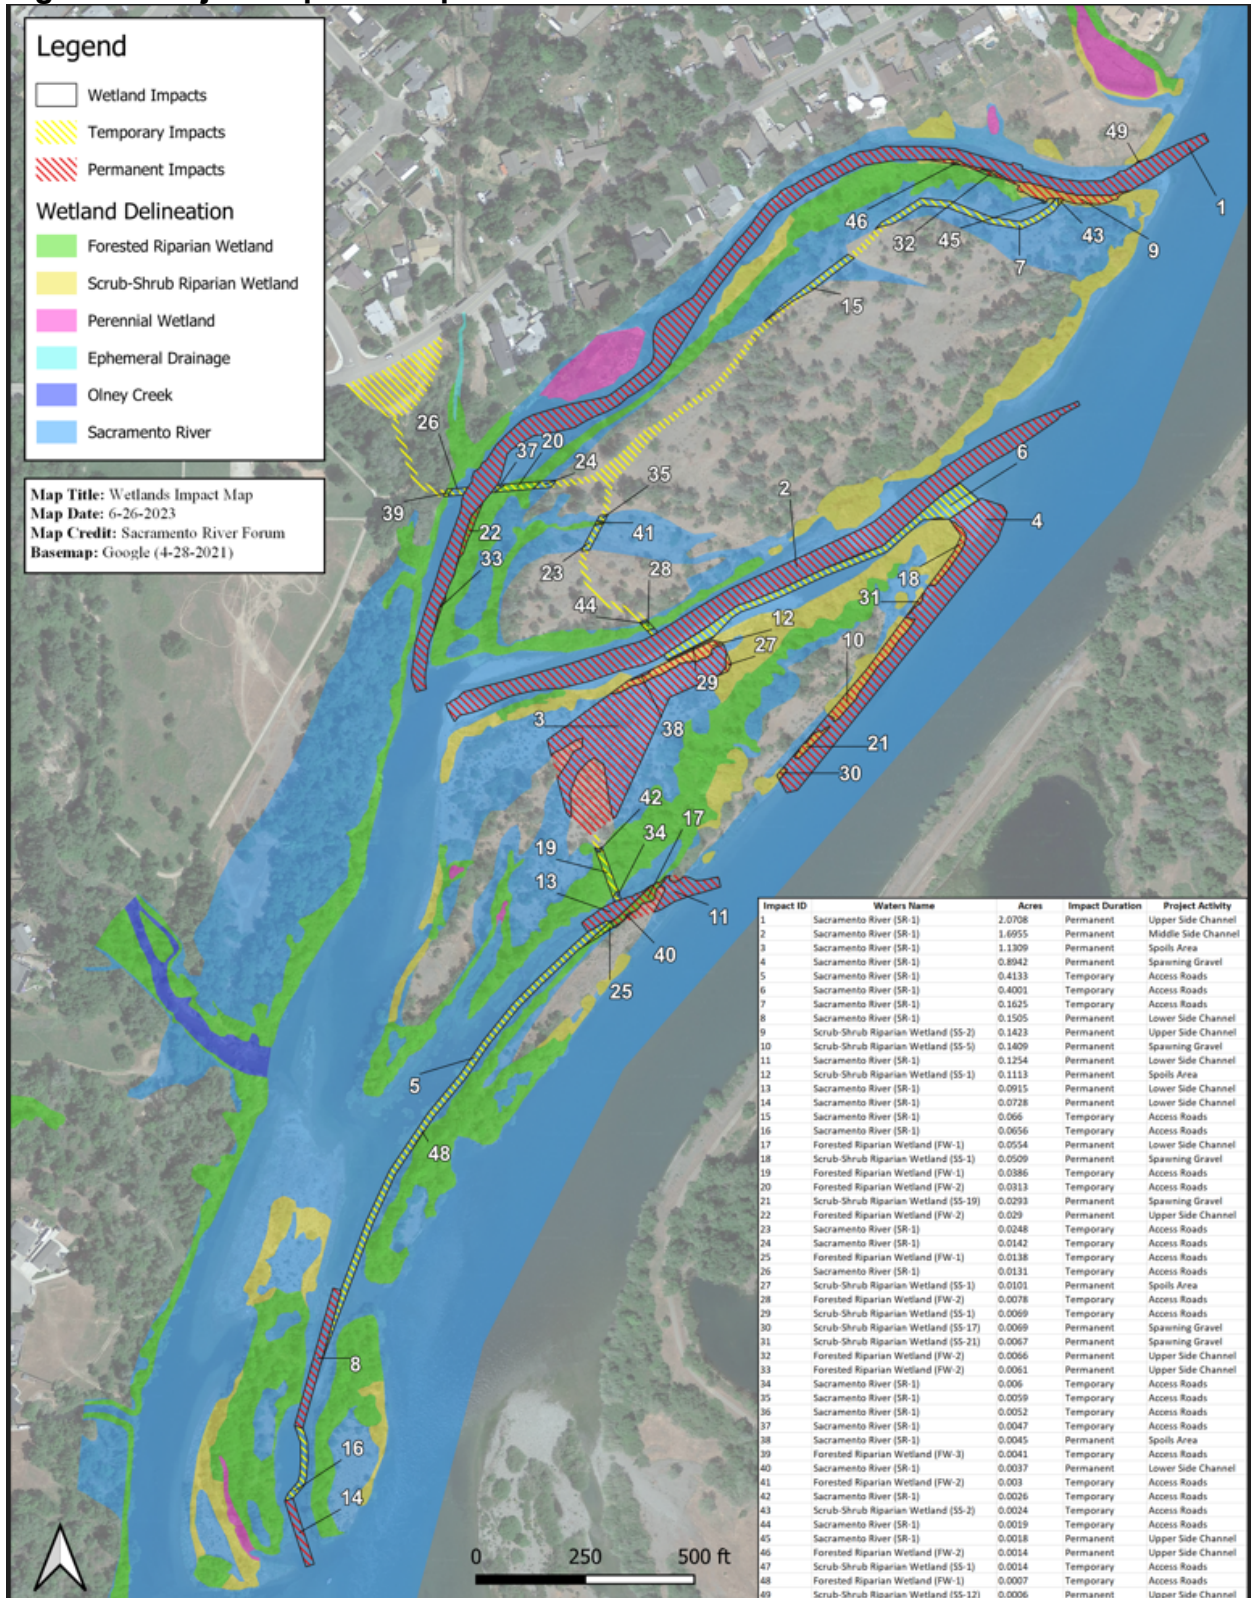 Legend
Wetland Impacts
Temporary Impacts
Permanent Impacts
Wetland Delineation
Forested Riparian Wetland
Scrub-Shrub Riparian Wetland
Perennial Wetland
Ephemeral Drainage
Olney Creek
Sacramento River
Map Title: Wetlands Impact Map
Map Date: 6-26-2023
Map Credit: Sacramento River Forum
Basemap: Google (4-28-2021)
49
1
46
32
45
7
43
9
15
26
37
20
24
35
39
22
41
33
23
2
6
4
28
44
18
31
12
27
10
29
3
38
21
30
42
34
17
19
13
11
40
25
5
48
8
16
14
0 250 500 ft
Impact ID Waters Name Acres Impact Duration Project Activity
1 Sacramento River (SR-1) 2.0708 Permanent Upper Side Channel
2 Sacramento River (SR-1) 1.6955 Permanent Middle Side Channel
3 Sacramento River (SR-1) 1.1309 Permanent Spoils Area
4 Sacramento River (SR-1) 0.8942 Permanent Spawning Gravel
5 Sacramento River (SR-1) 0.4133 Temporary Access Roads
6 Sacramento River (SR-1) 0.4001 Temporary Access Roads
7 Sacramento River (SR-1) 0.1625 Temporary Access Roads
8 Sacramento River (SR-1) 0.1505 Permanent Lower Side Channel
9 Scrub-Shrub Riparian Wetland (SS-2) 0.1423 Permanent Upper Side Channel
10 Scrub-Shrub Riparian Wetland (SS-5) 0.1409 Permanent Spawning Gravel
11 Sacramento River (SR-1) 0.1254 Permanent Lower Side Channel
12 Scrub-Shrub Riparian Wetland (SS-1) 0.1113 Permanent Spoils Area
13 Sacramento River (SR-1) 0.0915 Permanent Lower Side Channel
14 Sacramento River (SR-1) 0.0728 Permanent Lower Side Channel
15 Sacramento River (SR-1) 0.066 Temporary Access Roads
16 Sacramento River (SR-1) 0.0656 Temporary Access Roads
17 Forested Riparian Wetland (FW-1) 0.0554 Permanent Lower Side Channel
18 Scrub-Shrub Riparian Wetland (SS-1) 0.0509 Permanent Spawning Gravel
19 Forested Riparian Wetland (FW-1) 0.0386 Temporary Access Roads
20 Forested Riparian Wetland (FW-2) 0.0313 Temporary Access Roads
21 Scrub-Shrub Riparian Wetland (SS-19) 0.0293 Permanent Spawning Gravel
22 Forested Riparian Wetland (FW-2) 0.029 Permanent Upper Side Channel
23 Sacramento River (SR-1) 0.0248 Temporary Access Roads
24 Sacramento River (SR-1) 0.0142 Temporary Access Roads
25 Forested Riparian Wetland (FW-1) 0.0138 Temporary Access Roads
26 Sacramento River (SR-1) 0.0131 Temporary Access Roads
27 Scrub-Shrub Riparian Wetland (SS-1) 0.0101 Permanent Spoils Area
28 Forested Riparian Wetland (FW-2) 0.0078 Temporary Access Roads
29 Scrub-Shrub Riparian Wetland (SS-1) 0.0069 Temporary Access Roads
30 Scrub-Shrub Riparian Wetland (SS-17) 0.0069 Permanent Spawning Gravel
31 Scrub-Shrub Riparian Wetland (SS-21) 0.0067 Permanent Spawning Gravel
32 Forested Riparian Wetland (FW-2) 0.0066 Permanent Upper Side Channel
33 Forested Riparian Wetland (FW-2) 0.0061 Permanent Upper Side Channel
34 Sacramento River (SR-1) 0.006 Temporary Access Roads
35 Sacramento River (SR-1) 0.0059 Temporary Access Roads
36 Sacramento River (SR-1) 0.0052 Temporary Access Roads
37 Sacramento River (SR-1) 0.0047 Temporary Access Roads
38 Sacramento River (SR-1) 0.0045 Permanent Spoils Area
39 Forested Riparian Wetland (FW-3) 0.0041 Temporary Access Roads
40 Sacramento River (SR-1) 0.0037 Permanent Lower Side Channel
41 Forested Riparian Wetland (FW-2) 0.003 Temporary Access Roads
42 Sacramento River (SR-1) 0.0026 Temporary Access Roads
43 Scrub-Shrub Riparian Wetland (SS-2) 0.0024 Temporary Access Roads
44 Sacramento River (SR-1) 0.0019 Temporary Access Roads
45 Sacramento River (SR-1) 0.0018 Permanent Upper Side Channel
46 Forested Riparian Wetland (FW-2) 0.0014 Permanent Upper Side Channel
47 Scrub-Shrub Riparian Wetland (SS-1) 0.0014 Temporary Access Roads
48 Forested Riparian Wetland (FW-1) 0.0007 Temporary Access Roads
49 Scrub-Shrub Riparian Wetland (SS-12) 0.0006 Permanent Upper Side Channel